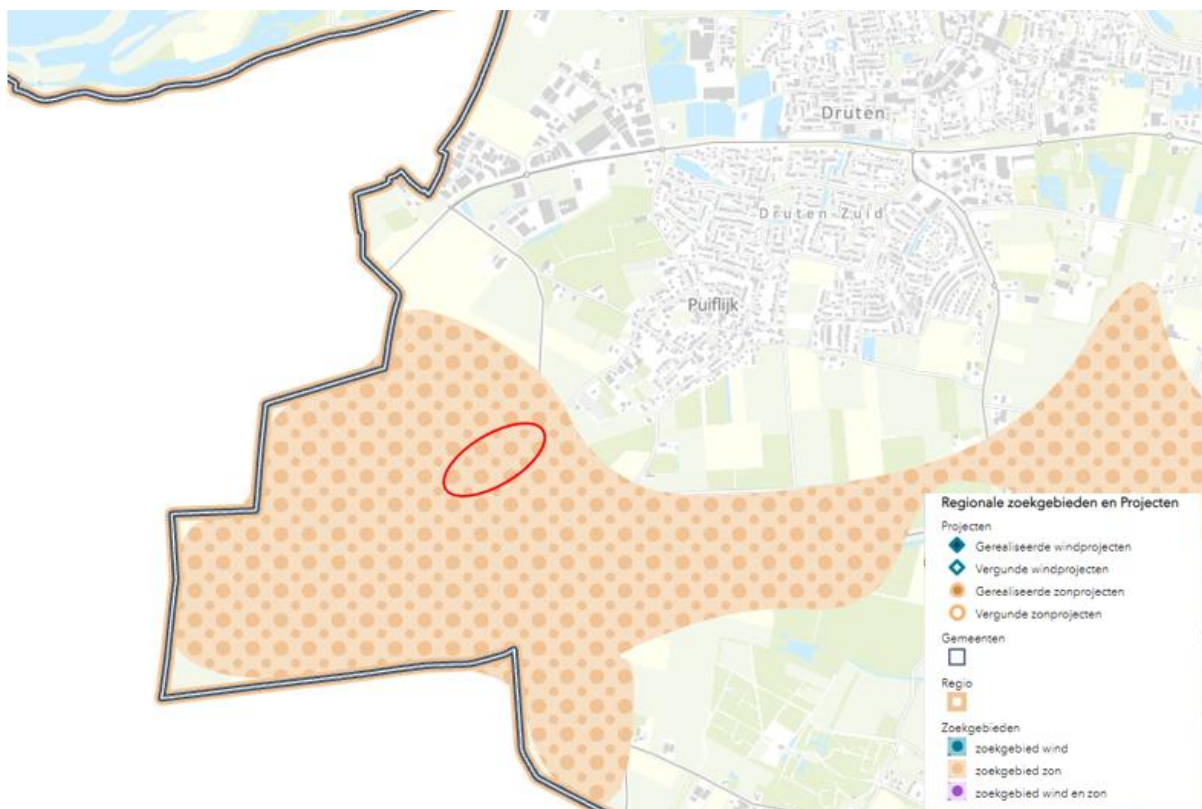 Druten
Druten-Zuid
Puiflijk
Regionale zoekgebieden en Projecten
Projecten
Gerealiseerde windprojecten
Vergunde windprojecten
Gerealiseerde zonprojecten
Vergunde zonprojecten
Gemeenten
Regio
Zoekgebieden
zoekgebied wind
zoekgebied zon
zoekgebied wind en zon